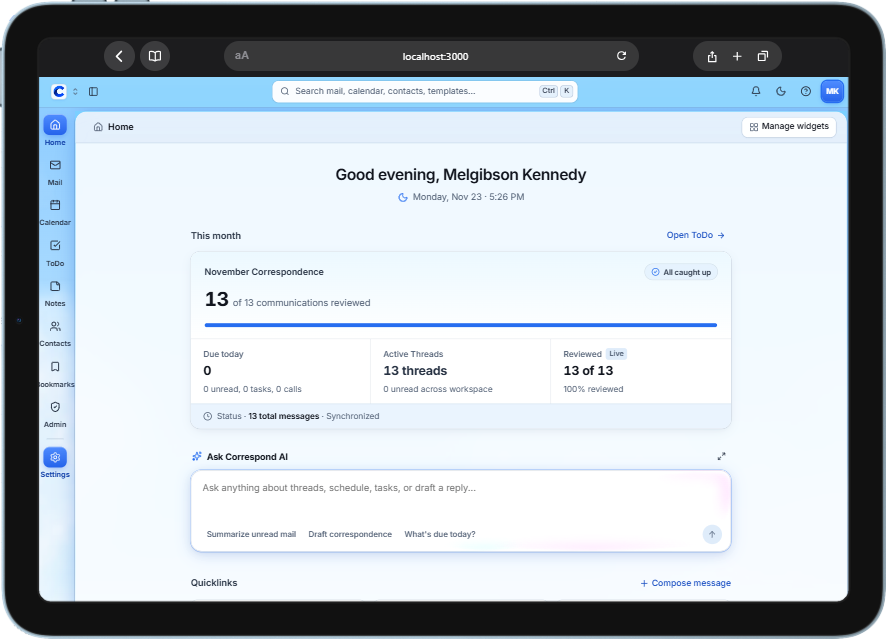 aA
localhost:3000
C
Search mail, calendar, contacts, templates...
Ctrl K
MK
Home
Mail
Calendar
ToDo
Notes
Contacts
Bookmarks
Admin
Settings
Home
Manage widgets
Good evening, Melgibson Kennedy
Monday, Nov 23 · 5:26 PM
This month
Open ToDo →
November Correspondence
All caught up
13 of 13 communications reviewed
Due today
0
0 unread, 0 tasks, 0 calls
Active Threads
13 threads
0 unread across workspace
Reviewed Live
13 of 13
100% reviewed
Status · 13 total messages · Synchronized
Ask Correspond AI
Ask anything about threads, schedule, tasks, or draft a reply...
Summarize unread mail Draft correspondence What's due today?
Quicklinks
+ Compose message